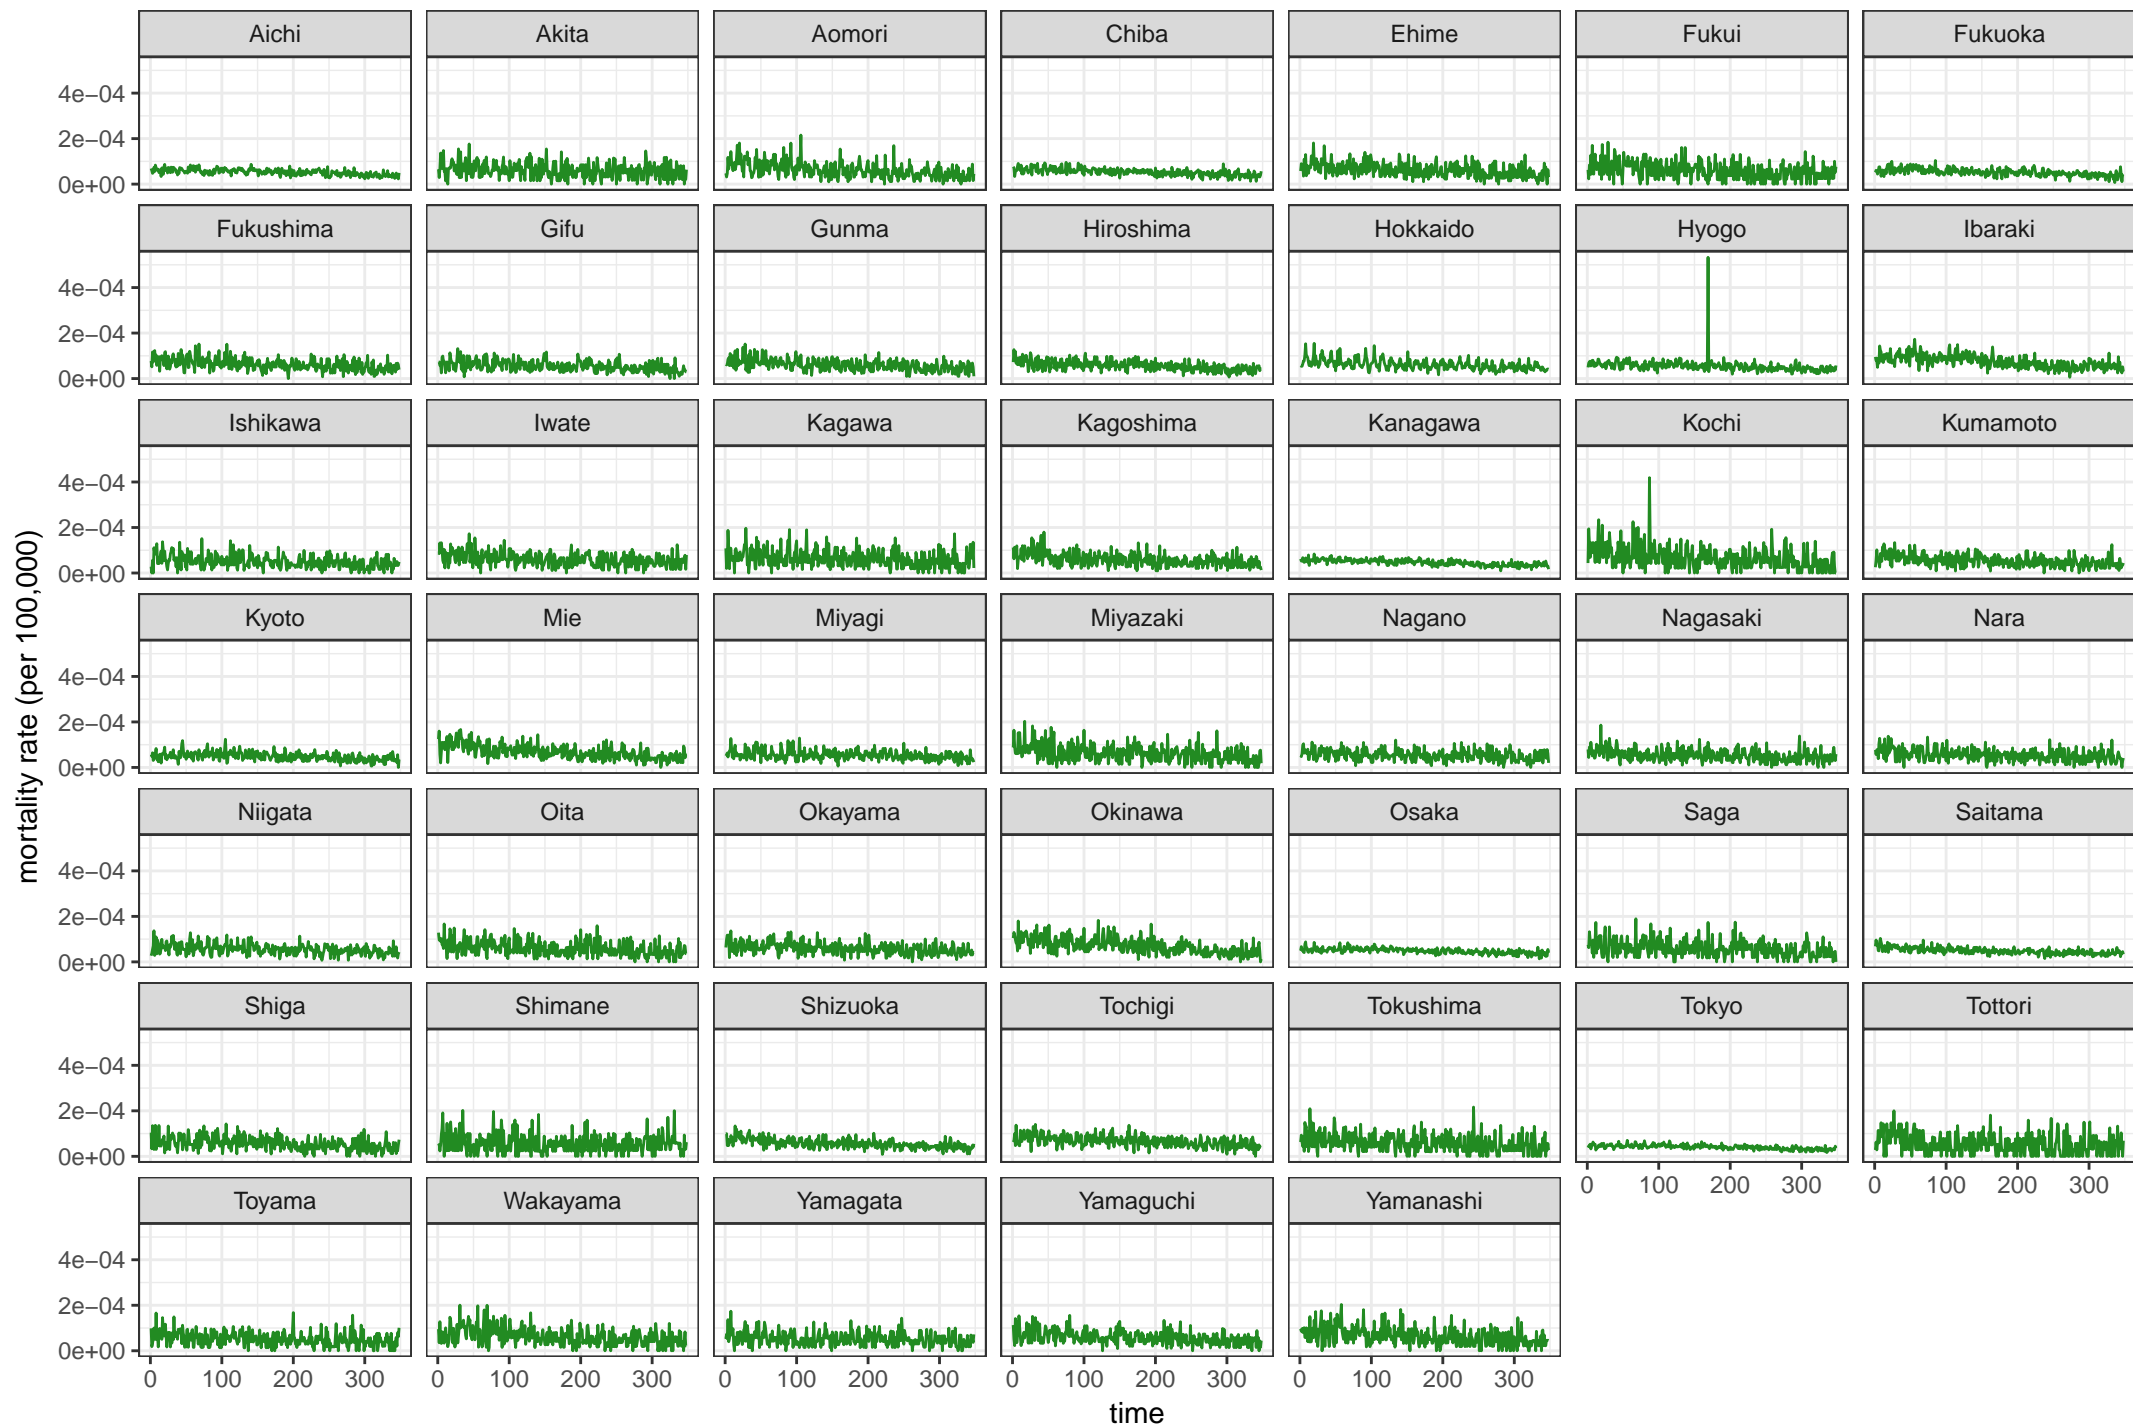 Aichi Akita Aomori Chiba Ehime Fukui Fukuoka
4e−04
2e−04
0e+00
Fukushima Gifu Gunma Hiroshima Hokkaido Hyogo Ibaraki
4e−04
2e−04
0e+00
Ishikawa Iwate Kagawa Kagoshima Kanagawa Kochi Kumamoto
4e−04
2e−04
0e+00
mortality rate (per 100,000)
Kyoto Mie Miyagi Miyazaki Nagano Nagasaki Nara
4e−04
2e−04
0e+00
Niigata Oita Okayama Okinawa Osaka Saga Saitama
4e−04
2e−04
0e+00
Shiga Shimane Shizuoka Tochigi Tokushima Tokyo Tottori
4e−04
2e−04
0e+00
0 100 200 300 0 100 200 300
Toyama Wakayama Yamagata Yamaguchi Yamanashi
4e−04
2e−04
0e+00
0 100 200 300 0 100 200 300 0 100 200 300 0 100 200 300 0 100 200 300
time